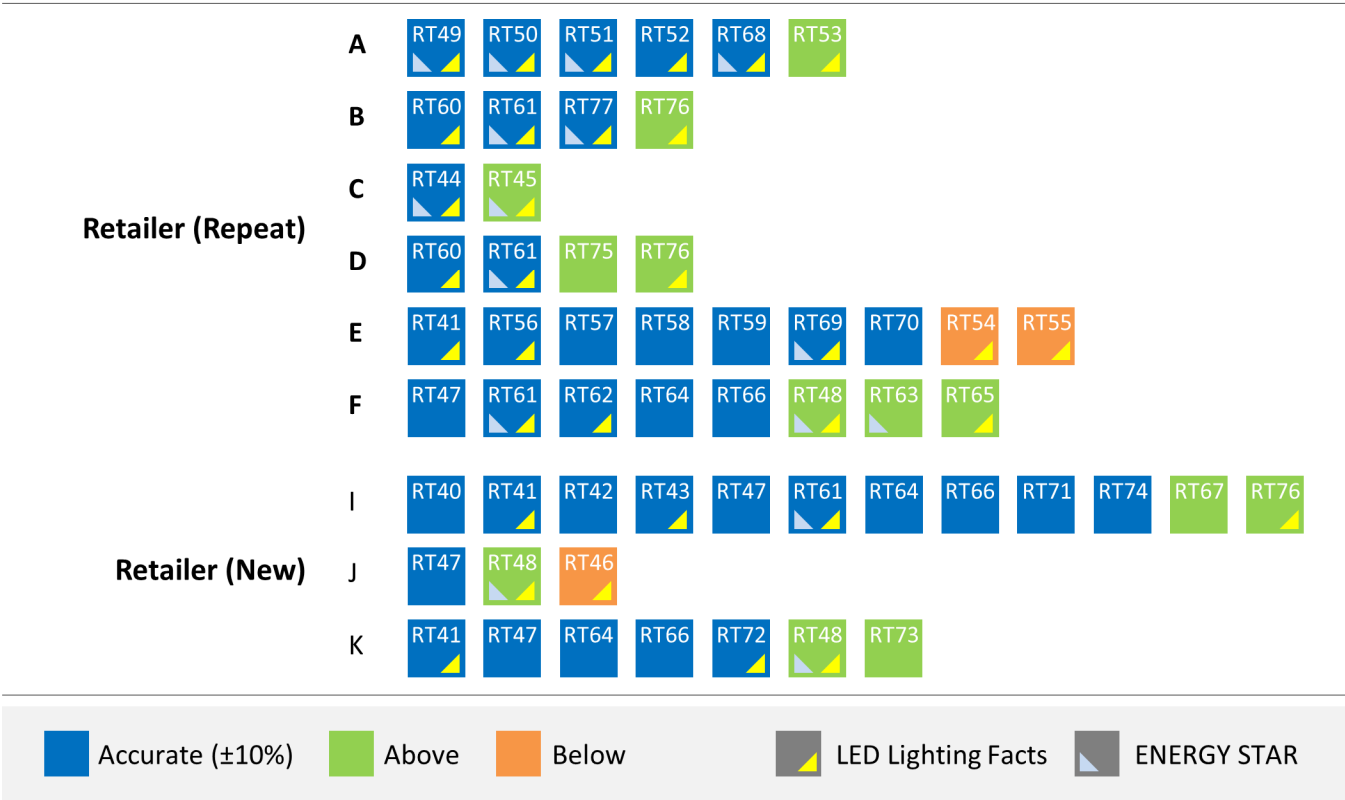 A RT49 RT50 RT51 RT52 RT68 RT53
B RT60 RT61 RT77 RT76
C RT44 RT45
Retailer (Repeat)
D RT60 RT61 RT75 RT76
E RT41 RT56 RT57 RT58 RT59 RT69 RT70 RT54 RT55
F RT47 RT61 RT62 RT64 RT66 RT48 RT63 RT65
I RT40 RT41 RT42 RT43 RT47 RT61 RT64 RT66 RT71 RT74 RT67 RT76
Retailer (New) J RT47 RT48 RT46
K RT41 RT47 RT64 RT66 RT72 RT48 RT73
Accurate (±10%) Above Below LED Lighting Facts ENERGY STAR